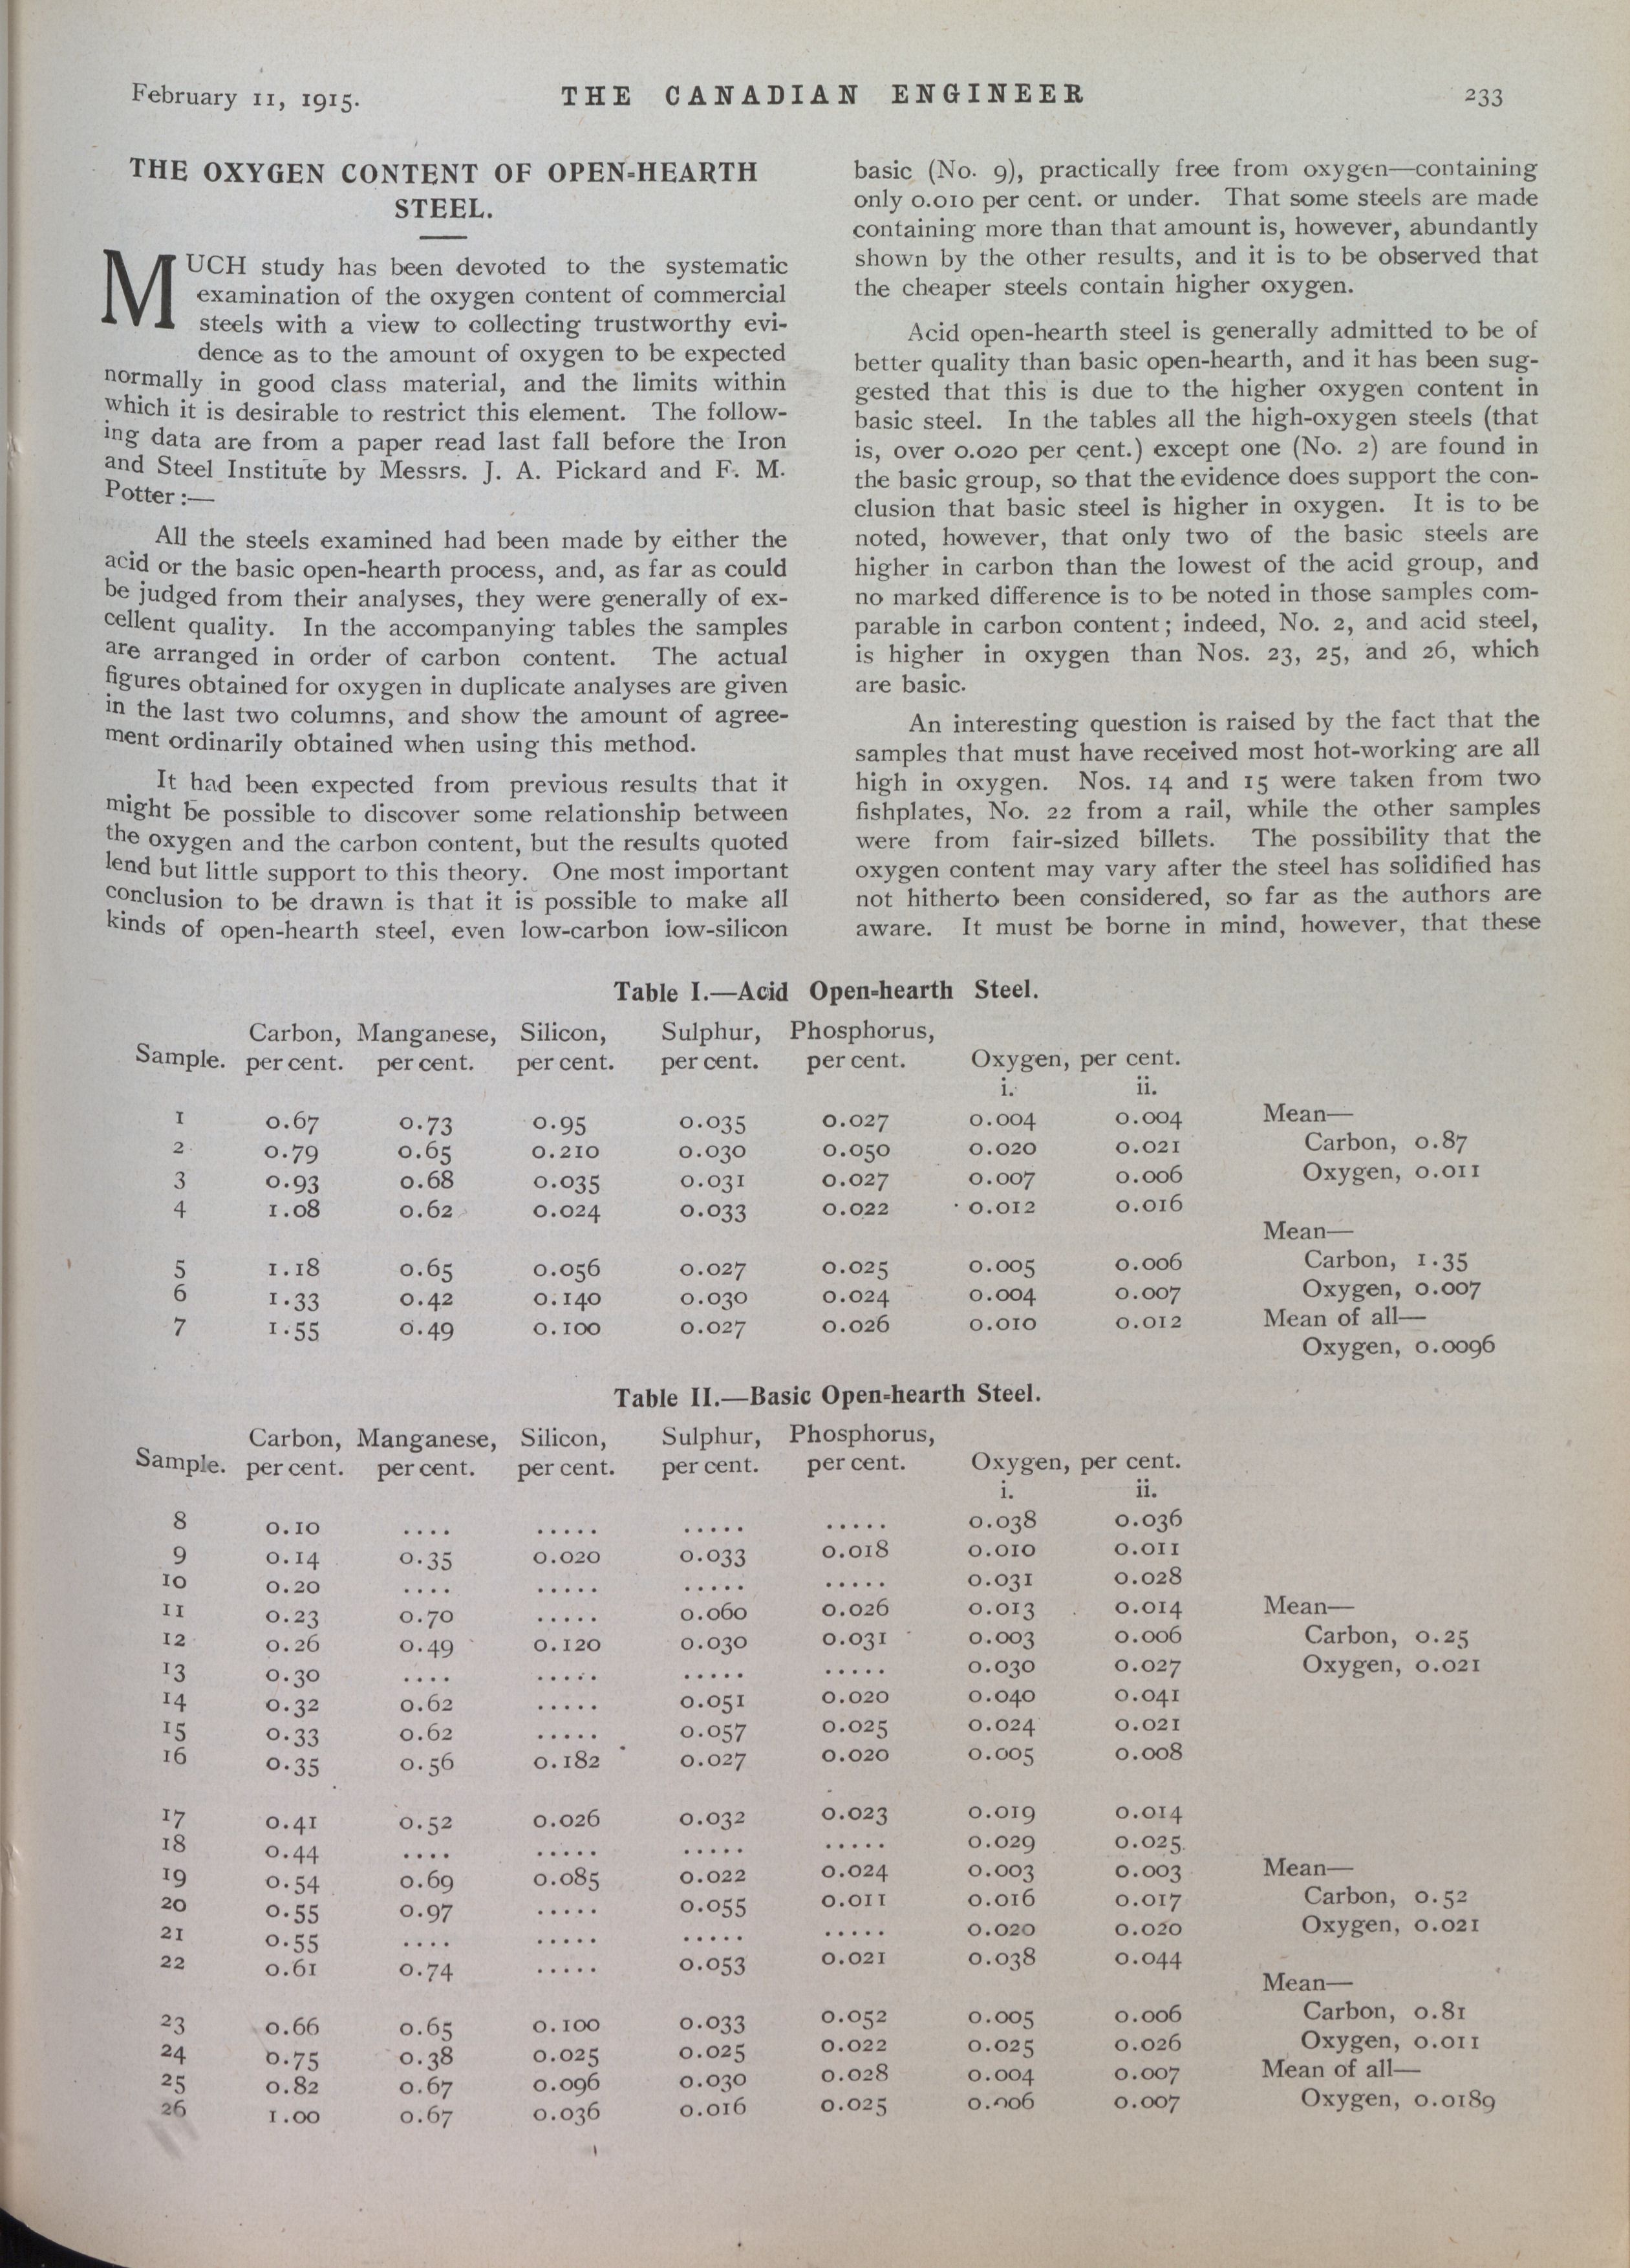 February 11, 1915.
THE CANADIAN ENGINEER
233
THE OXYGEN CONTENT OF OPEN-HEARTH
STEEL.
MUCH study has been devoted to the systematic
examination of the oxygen content of commercial
steels with a view to collecting trustworthy evi-
dence as to the amount of oxygen to be expected
normally in good class material, and the limits within
which it is desirable to restrict this element. The follow-
ing data are from a paper read last fall before the Iron
and Steel Institute by Messrs. J. A. Pickard and F. M.
Potter:—
All the steels examined had been made by either the
acid or the basic open-hearth process, and, as far as could
be judged from their analyses, they were generally of ex-
cellent quality. In the accompanying tables the samples
are arranged in order of carbon content. The actual
figures obtained for oxygen in duplicate analyses are given
in the last two columns, and show the amount of agree-
ment ordinarily obtained when using this method.
It had been expected from previous results that it
might be possible to discover some relationship between
the oxygen and the carbon content, but the results quoted
lend but little support to this theory. One most important
conclusion to be drawn is that it is possible to make all
kinds of open-hearth steel, even low-carbon low-silicon
basic (No. 9), practically free from oxygen—containing
only 0.010 per cent. or under. That some steels are made
containing more than that amount is, however, abundantly
shown by the other results, and it is to be observed that
the cheaper steels contain higher oxygen.
Acid open-hearth steel is generally admitted to be of
better quality than basic open-hearth, and it has been sug-
gested that this is due to the higher oxygen content in
basic steel. In the tables all the high-oxygen steels (that
is, over 0.020 per cent.) except one (No. 2) are found in
the basic group, so that the evidence does support the con-
clusion that basic steel is higher in oxygen. It is to be
noted, however, that only two of the basic steels are
higher in carbon than the lowest of the acid group, and
no marked difference is to be noted in those samples com-
parable in carbon content; indeed, No. 2, and acid steel,
is higher in oxygen than Nos. 23, 25, and 26, which
are basic.
An interesting question is raised by the fact that the
samples that must have received most hot-working are all
high in oxygen. Nos. 14 and 15 were taken from two
fishplates, No. 22 from a rail, while the other samples
were from fair-sized billets. The possibility that the
oxygen content may vary after the steel has solidified has
not hitherto been considered, so far as the authors are
aware. It must be borne in mind, however, that these
Table I.—Acid Open-hearth Steel.
Carbon, Manganese, Silicon, Sulphur, Phosphorus,
Sample. per cent. per cent. per cent. per cent. per cent. Oxygen, per cent.
i. ii.
1 0.67 0.73 0.95 0.035 0.027 0.004 0.004 Mean—
2 0.79 0.65 0.210 0.030 0.050 0.020 0.021 Carbon, 0.87
3 0.93 0.68 0.035 0.031 0.027 0.007 0.006 Oxygen, 0.011
4 1.08 0.62 0.024 0.033 0.022 0.012 0.016
Mean—
5 1.18 0.65 0.056 0.027 0.025 0.005 0.006 Carbon, 1.35
6 1.33 0.42 0.140 0.030 0.024 0.004 0.007 Oxygen, 0.007
7 1.55 0.49 0.100 0.027 0.026 0.010 0.012 Mean of all—
Oxygen, 0.0096
Table II.—Basic Open-hearth Steel.
Carbon, Manganese, Silicon, Sulphur, Phosphorus,
Sample. per cent. per cent. per cent. per cent. per cent. Oxygen, per cent.
i. ii.
8 0.10 .... ..... ..... ..... 0.038 0.036
9 0.14 0.35 0.020 0.033 0.018 0.010 0.011
10 0.20 .... ..... ..... ..... 0.031 0.028
11 0.23 0.70 ..... 0.060 0.026 0.013 0.014 Mean—
12 0.26 0.49 0.120 0.030 0.031 0.003 0.006 Carbon, 0.25
13 0.30 .... ..... ..... ..... 0.030 0.027 Oxygen, 0.021
14 0.32 0.62 ..... 0.051 0.020 0.040 0.041
15 0.33 0.62 ..... 0.057 0.025 0.024 0.021
16 0.35 0.56 0.182 0.027 0.020 0.005 0.008
17 0.41 0.52 0.026 0.032 0.023 0.019 0.014
18 0.44 .... ..... ..... ..... 0.029 0.025
19 0.54 0.69 0.085 0.022 0.024 0.003 0.003 Mean—
20 0.55 0.97 ..... 0.055 0.011 0.016 0.017 Carbon, 0.52
21 0.55 .... ..... ..... ..... 0.020 0.020 Oxygen, 0.021
22 0.61 0.74 ..... 0.053 0.021 0.038 0.044
Mean—
23 0.66 0.65 0.100 0.033 0.052 0.005 0.006 Carbon, 0.81
24 0.75 0.38 0.025 0.025 0.022 0.025 0.026 Oxygen, 0.011
25 0.82 0.67 0.096 0.030 0.028 0.004 0.007 Mean of all—
26 1.00 0.67 0.036 0.016 0.025 0.006 0.007 Oxygen, 0.0189